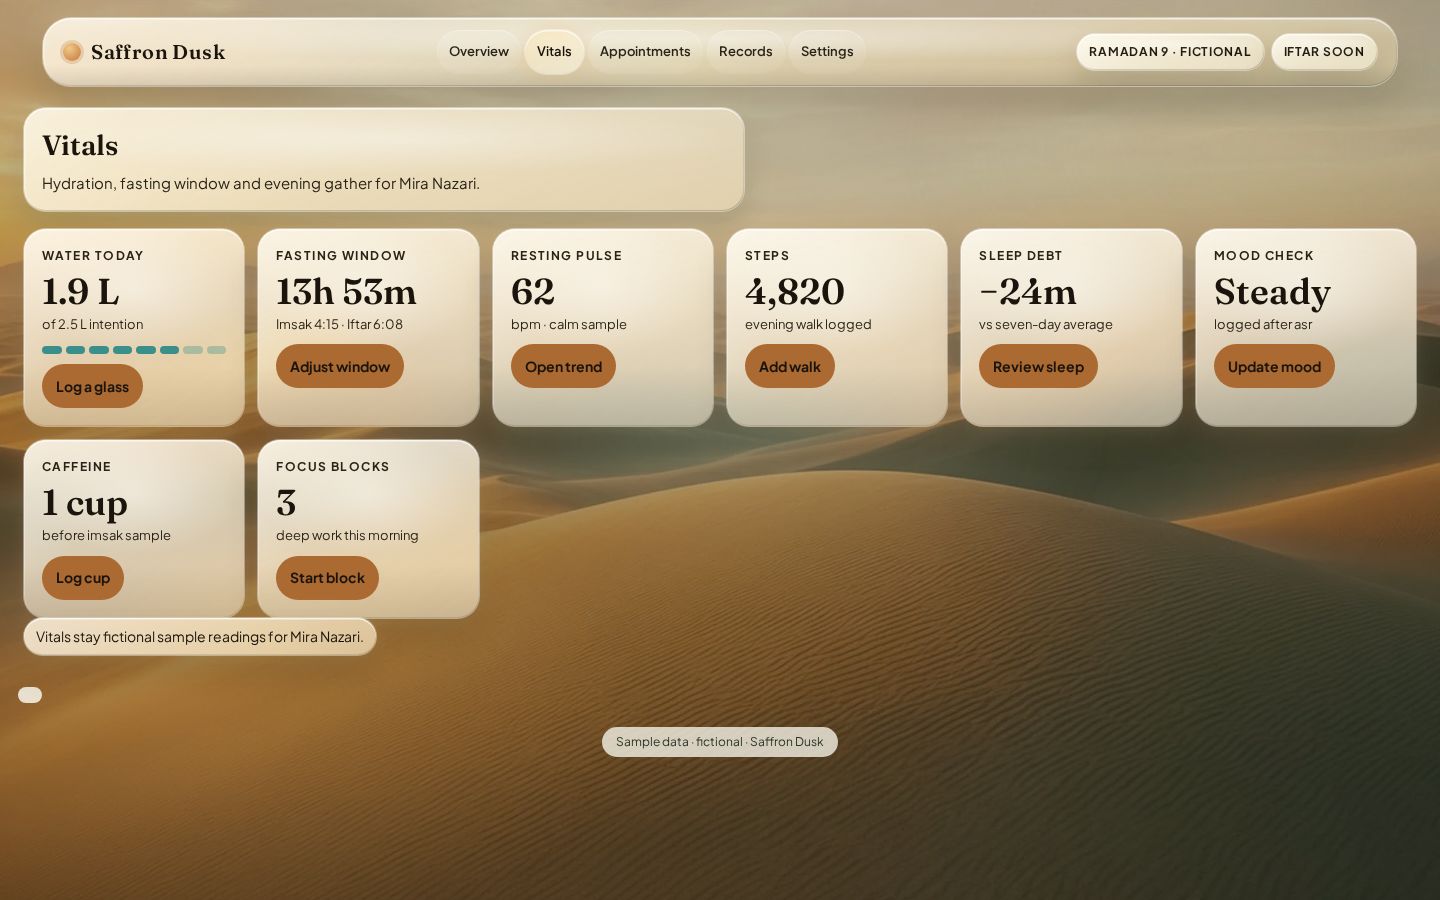 Saffron Dusk
Overview
Vitals
Appointments
Records
Settings
RAMADAN 9 · FICTIONAL
IFTAR SOON
Vitals
Hydration, fasting window and evening gather for Mira Nazari.
WATER TODAY
1.9 L
of 2.5 L intention
Log a glass
FASTING WINDOW
13h 53m
Imsak 4:15 · Iftar 6:08
Adjust window
RESTING PULSE
62
bpm · calm sample
Open trend
STEPS
4,820
evening walk logged
Add walk
SLEEP DEBT
−24m
vs seven-day average
Review sleep
MOOD CHECK
Steady
logged after asr
Update mood
CAFFEINE
1 cup
before imsak sample
Log cup
FOCUS BLOCKS
3
deep work this morning
Start block
Vitals stay fictional sample readings for Mira Nazari.
Sample data · fictional · Saffron Dusk